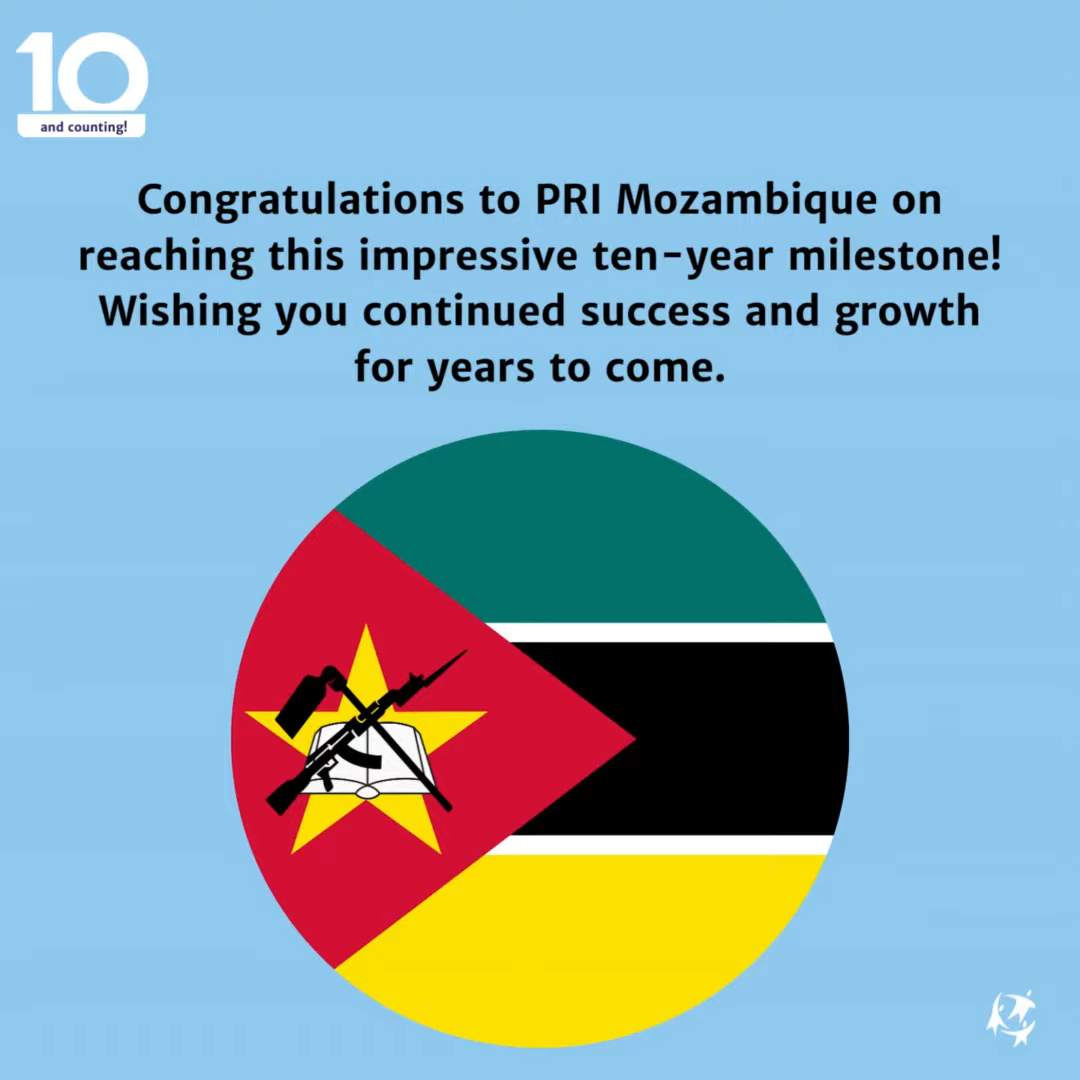 10
and counting!
Congratulations to PRI Mozambique on
reaching this impressive ten-year milestone!
Wishing you continued success and growth
for years to come.